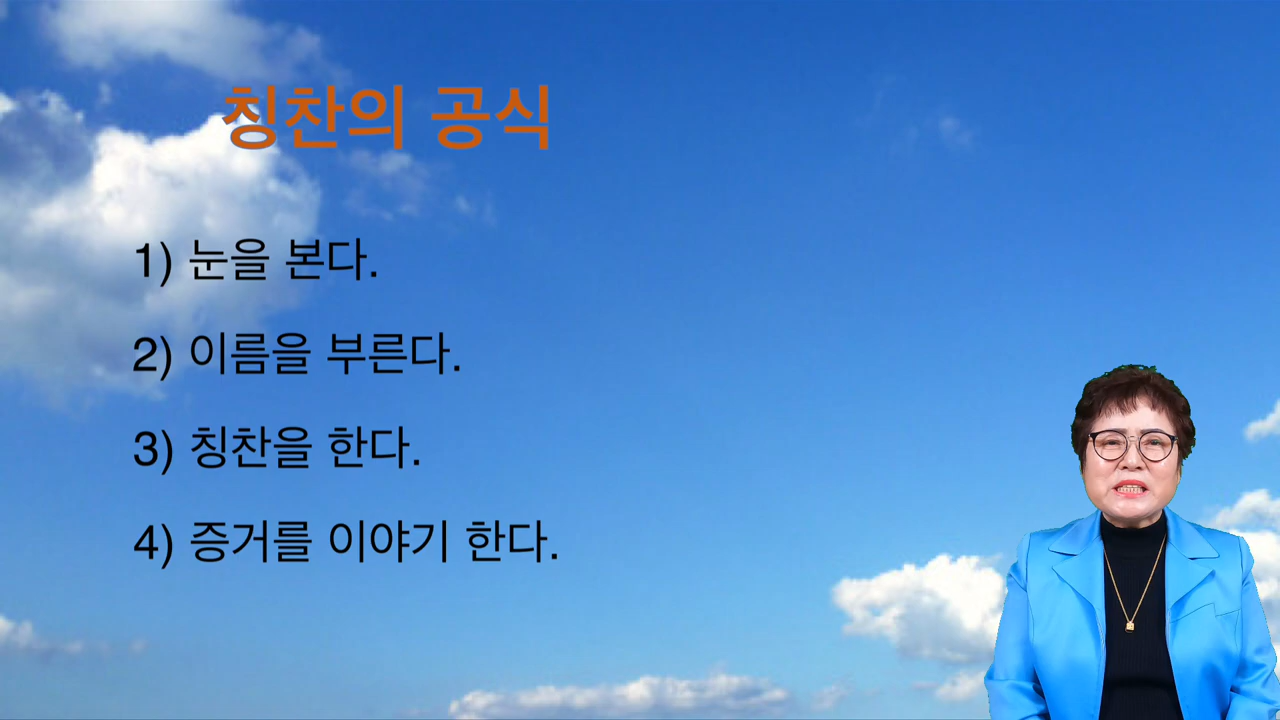 칭찬의 공식
1) 눈을 본다.
2) 이름을 부른다.
3) 칭찬을 한다.
4) 증거를 이야기 한다.